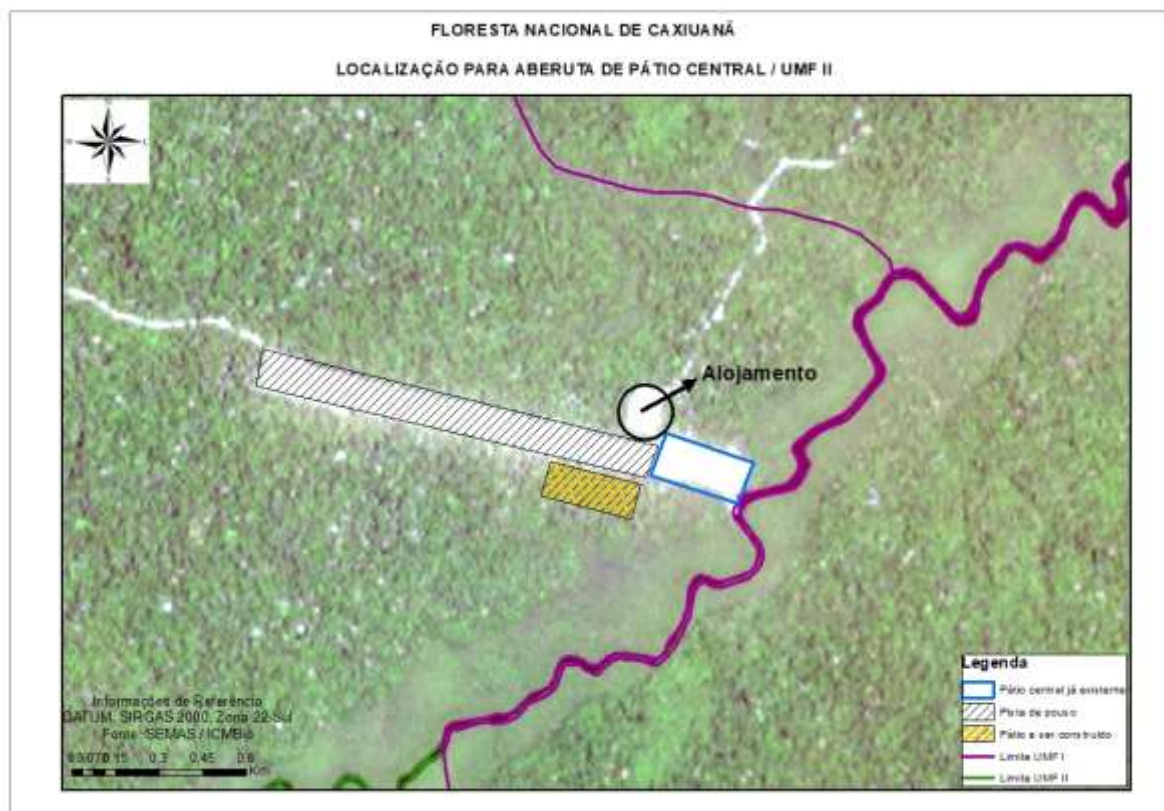 FLORESTA NACIONAL DE CAXIUANÃ
LOCALIZAÇÃO PARA ABERUTA DE PÁTIO CENTRAL / UMF II
Alojamento
Legenda
Pátio central já existente
Pista de pouso
Pátio a ser construído
Limite UMF I
Limite UMF II
Informações de Referência
DATUM: SIRGAS 2000, Zona 22 Sul
Fonte: SEMAS / ICMBio
0.15 0.3 0.45 0.6
Km